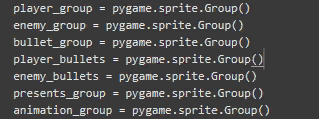 player_group = pygame.sprite.Group()
enemy_group = pygame.sprite.Group()
bullet_group = pygame.sprite.Group()
player_bullets = pygame.sprite.Group()
enemy_bullets = pygame.sprite.Group()
presents_group = pygame.sprite.Group()
animation_group = pygame.sprite.Group()